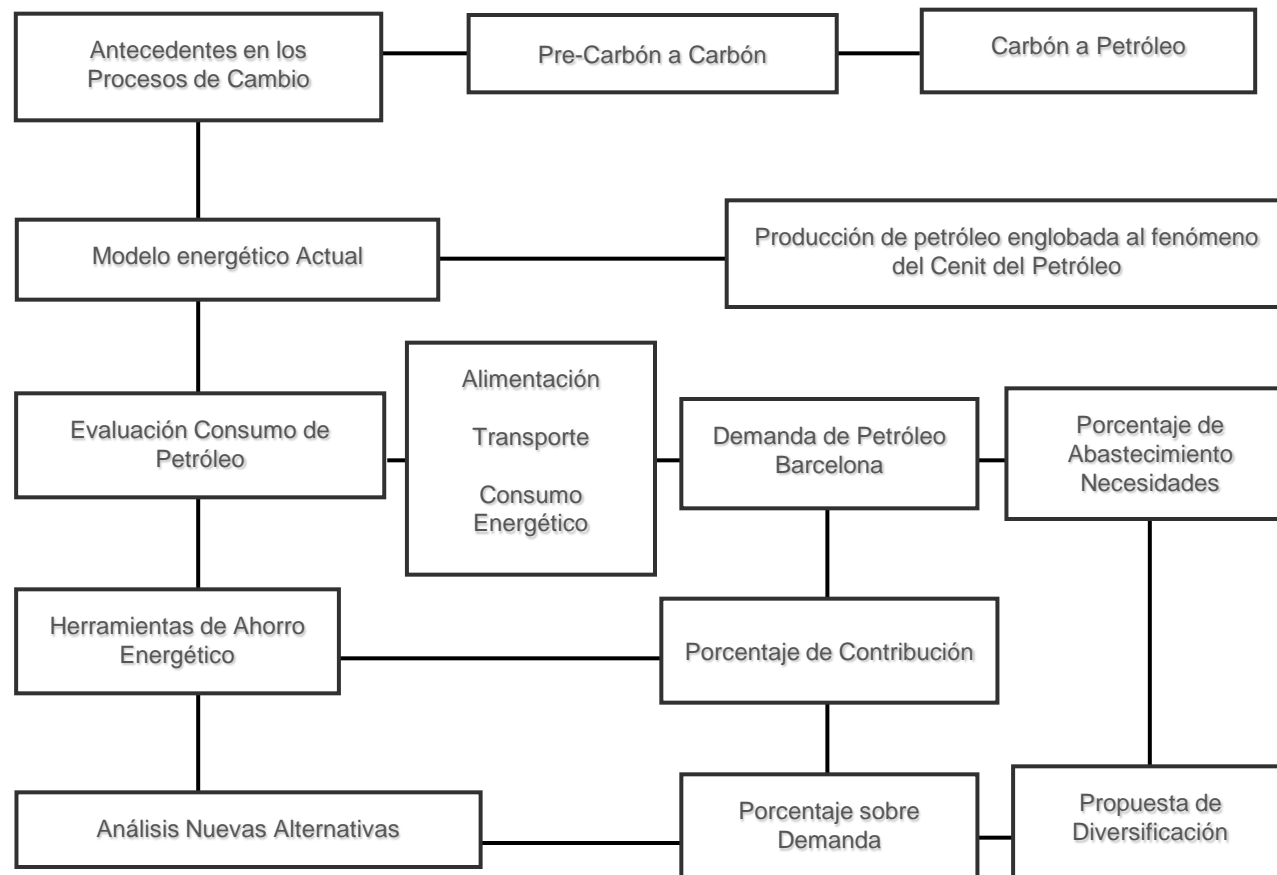 Antecedentes en los
Procesos de Cambio
Pre-Carbón a Carbón
Carbón a Petróleo
Modelo energético Actual
Producción de petróleo englobada al fenómeno
del Cenit del Petróleo
Evaluación Consumo de
Petróleo
Alimentación
Transporte
Consumo
Energético
Demanda de Petróleo
Barcelona
Porcentaje de
Abastecimiento
Necesidades
Herramientas de Ahorro
Energético
Porcentaje de Contribución
Análisis Nuevas Alternativas
Porcentaje sobre
Demanda
Propuesta de
Diversificación